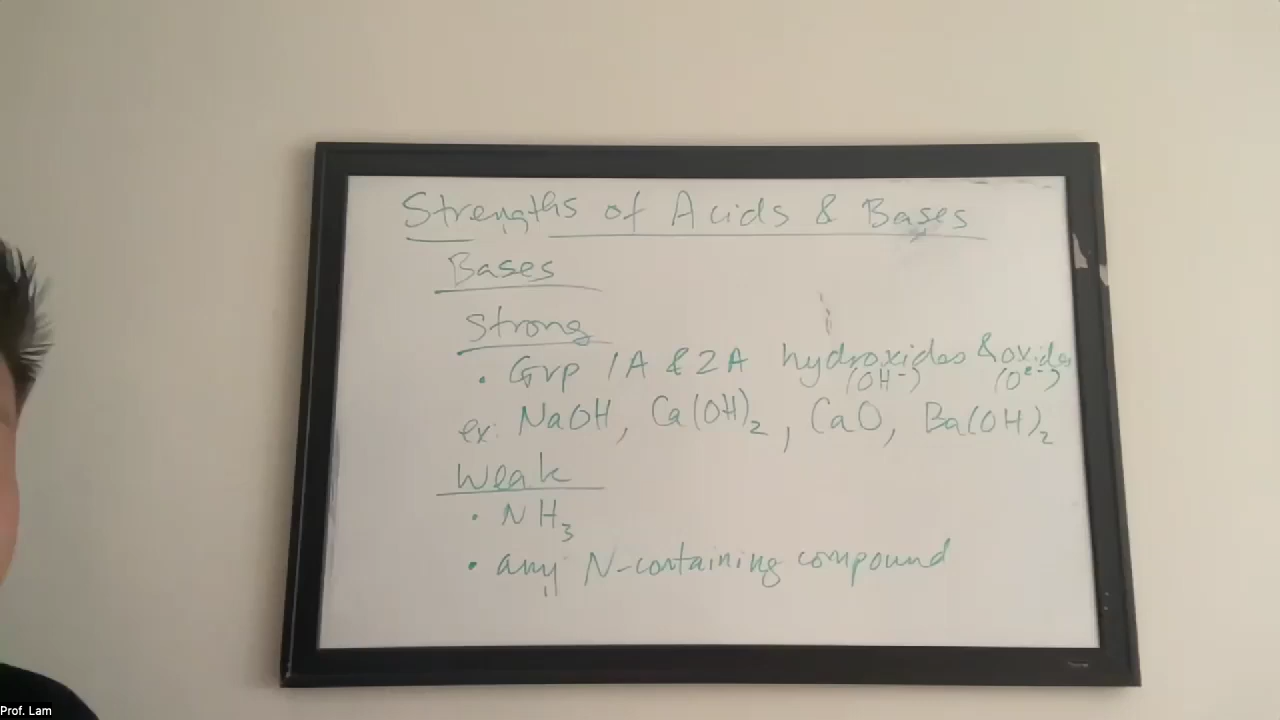 Strengths of Acids & Bases
Bases
Strong
• Grp 1A & 2A hydroxides & oxides
(OH⁻) (O²⁻)
ex: NaOH, Ca(OH)₂, CaO, Ba(OH)₂
Weak
• NH₃
• any N-containing compound
Prof. Lam